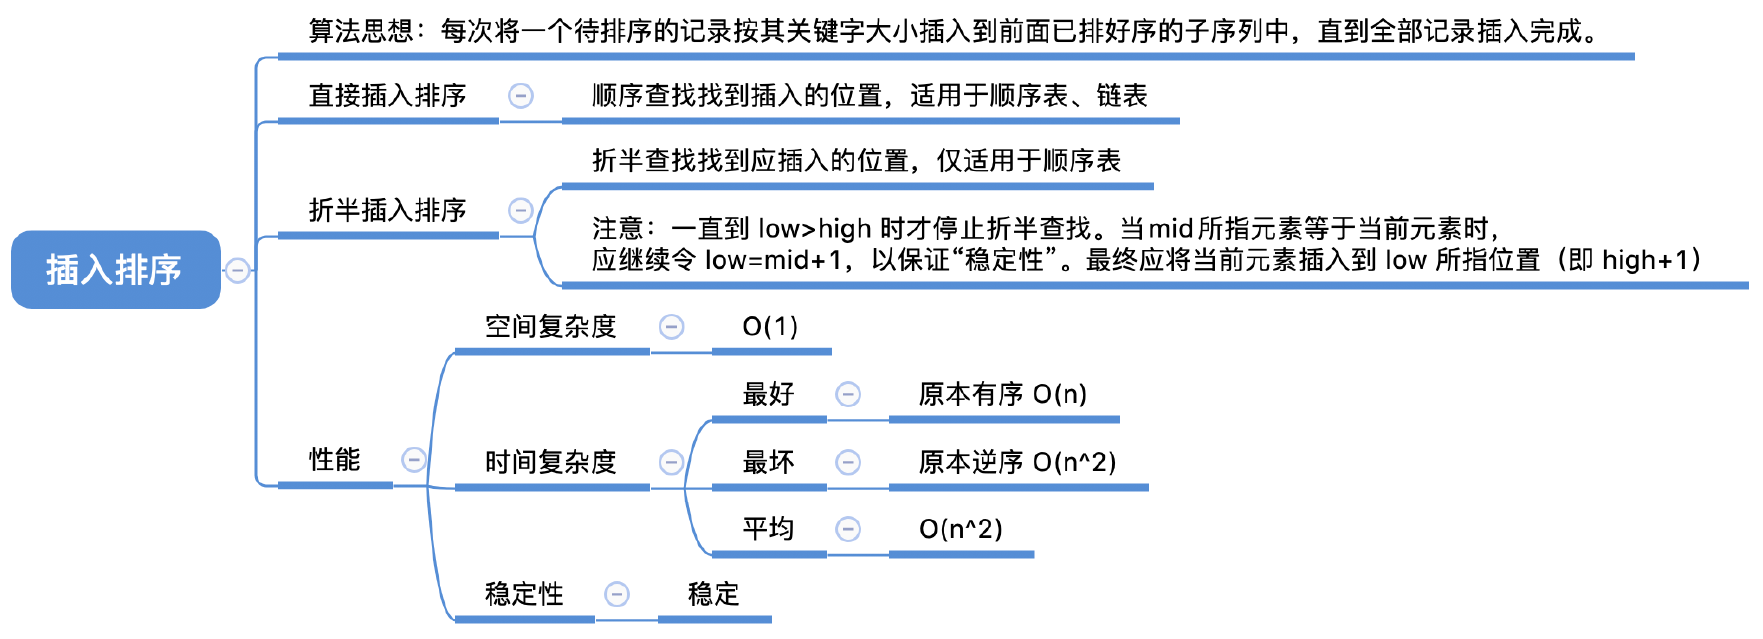 算法思想：每次将一个待排序的记录按其关键字大小插入到前面已排好序的子序列中，直到全部记录插入完成。
直接插入排序
顺序查找找到插入的位置，适用于顺序表、链表
折半查找找到应插入的位置，仅适用于顺序表
折半插入排序
注意：一直到 low>high 时才停止折半查找。当mid所指元素等于当前元素时，
应继续令 low=mid+1，以保证“稳定性”。最终应将当前元素插入到 low 所指位置（即 high+1）
插入排序
空间复杂度
O(1)
最好
原本有序 O(n)
性能
时间复杂度
最坏
原本逆序 O(n^2)
平均
O(n^2)
稳定性
稳定